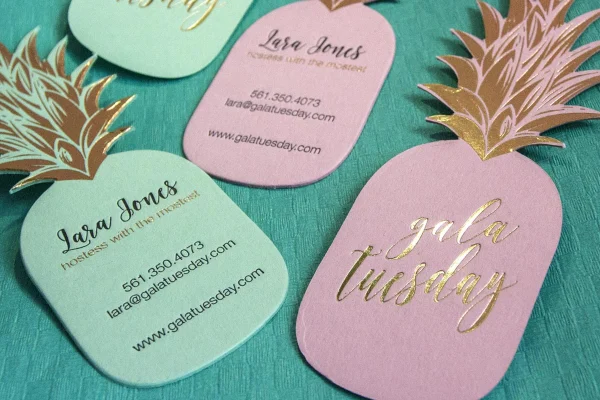 day
Lara Jones
hostess with the mostest
561.350.4073
lara@galatuesday.com
www.galatuesday.com
Lara Jones
hostess with the mostest
561.350.4073
lara@galatuesday.com
www.galatuesday.com
gala
tuesday